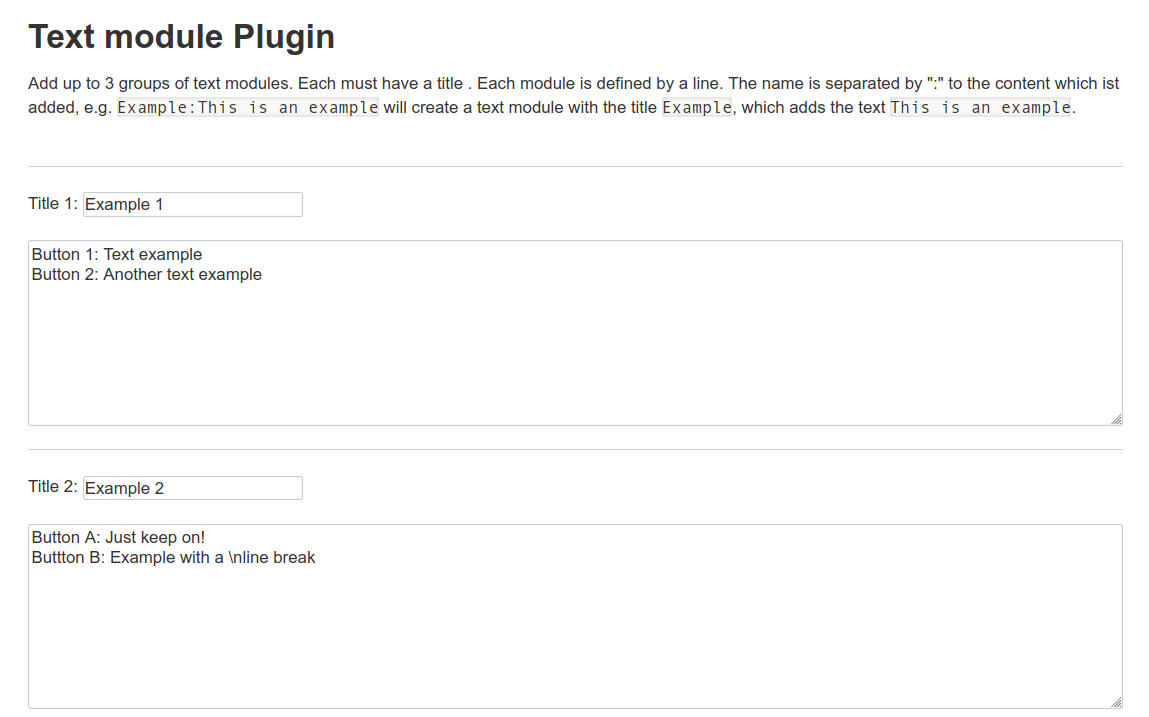 Text module Plugin
Add up to 3 groups of text modules. Each must have a title . Each module is defined by a line. The name is separated by ":" to the content which ist
added, e.g. Example:This is an example will create a text module with the title Example, which adds the text This is an example.
Title 1: Example 1
Button 1: Text example
Button 2: Another text example
Title 2: Example 2
Button A: Just keep on!
Buttton B: Example with a \nline break